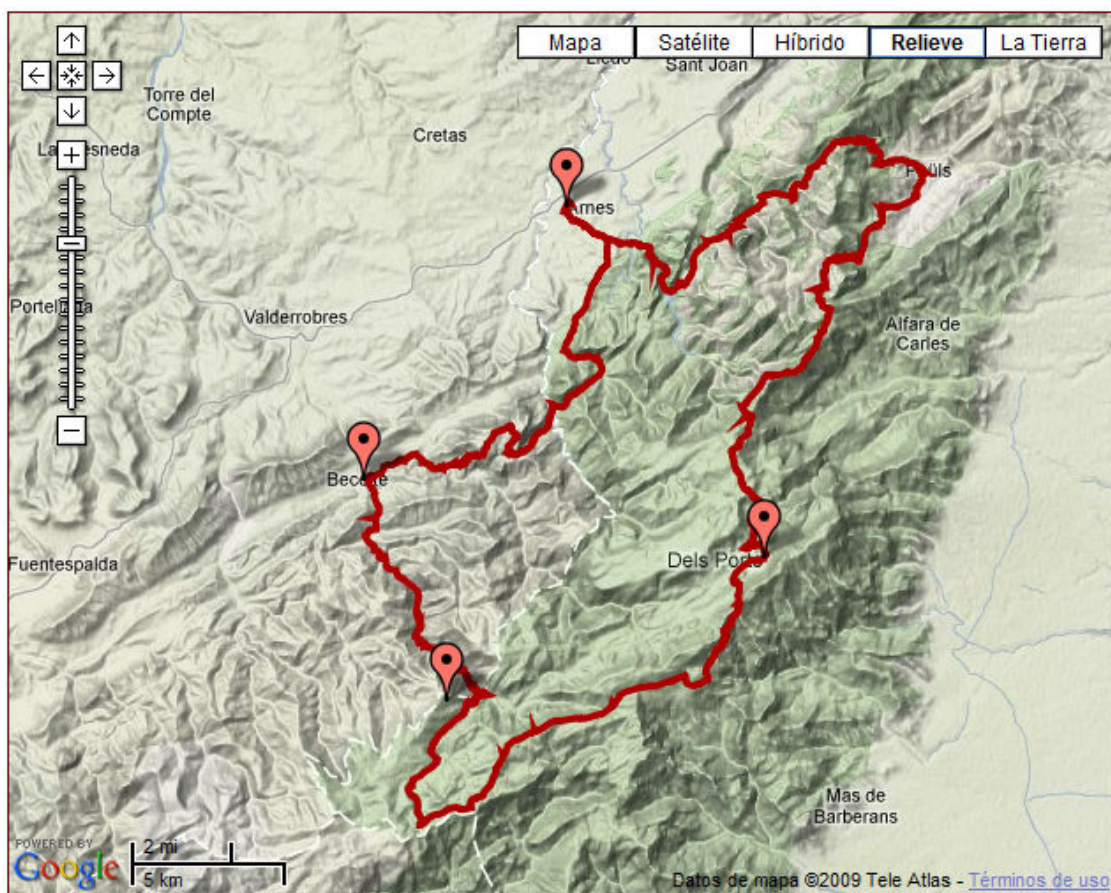 Mapa
Satélite
Híbrido
Relieve
La Tierra
Sant Joan
Torre del
Compte
Cretas
Arnes
Valderrobres
Alfara de
Carles
Fuentespalda
Dels Ports
Mas de
Barberans
POWERED BY
Google
2 mi
5 km
Datos de mapa ©2009 Tele Atlas - Términos de uso